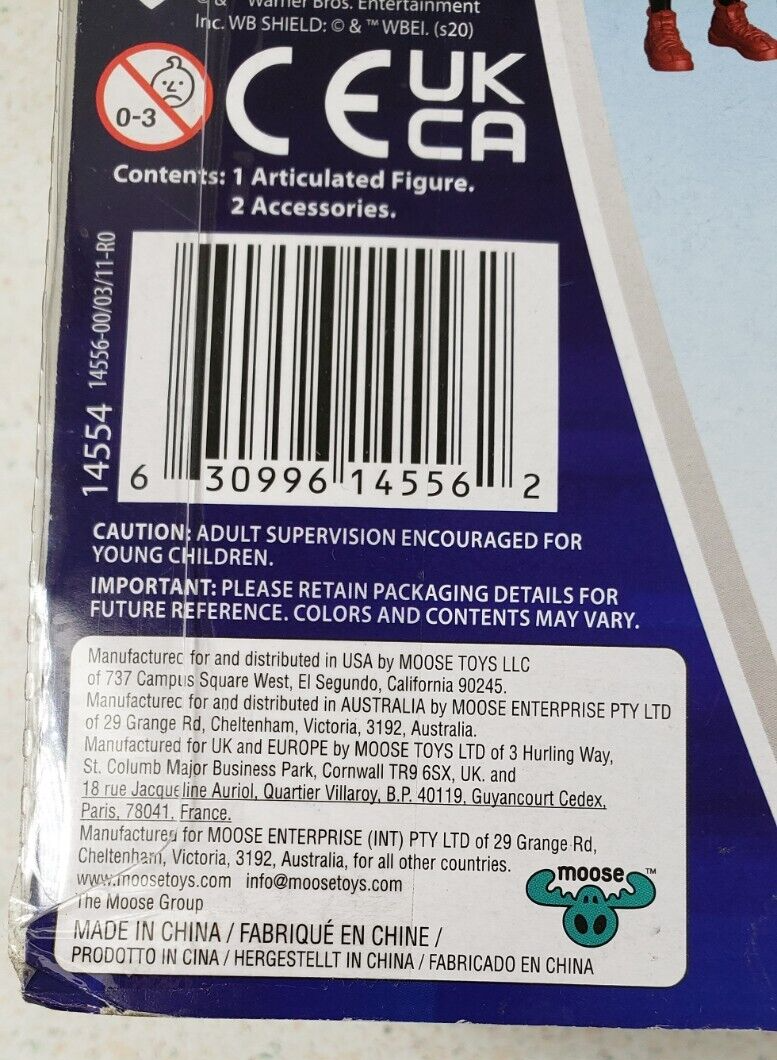 © & ™ Warner Bros. Entertainment
Inc. WB SHIELD: © & ™ WBEI. (s20)
0-3
CE UK
CA
Contents: 1 Articulated Figure.
2 Accessories.
14554 14556-00/03/11-R0
6 30996 14556 2
CAUTION: ADULT SUPERVISION ENCOURAGED FOR
YOUNG CHILDREN.
IMPORTANT: PLEASE RETAIN PACKAGING DETAILS FOR
FUTURE REFERENCE. COLORS AND CONTENTS MAY VARY.
Manufactured for and distributed in USA by MOOSE TOYS LLC
of 737 Campus Square West, El Segundo, California 90245.
Manufactured for and distributed in AUSTRALIA by MOOSE ENTERPRISE PTY LTD
of 29 Grange Rd, Cheltenham, Victoria, 3192, Australia.
Manufactured for UK and EUROPE by MOOSE TOYS LTD of 3 Hurling Way,
St. Columb Major Business Park, Cornwall TR9 6SX, UK. and
18 rue Jacqueline Auriol, Quartier Villaroy, B.P. 40119, Guyancourt Cedex,
Paris, 78041, France.
Manufactured for MOOSE ENTERPRISE (INT) PTY LTD of 29 Grange Rd,
Cheltenham, Victoria, 3192, Australia, for all other countries.
www.moosetoys.com info@moosetoys.com
The Moose Group
moose ™
MADE IN CHINA / FABRIQUÉ EN CHINE /
PRODOTTO IN CINA / HERGESTELLT IN CHINA / FABRICADO EN CHINA